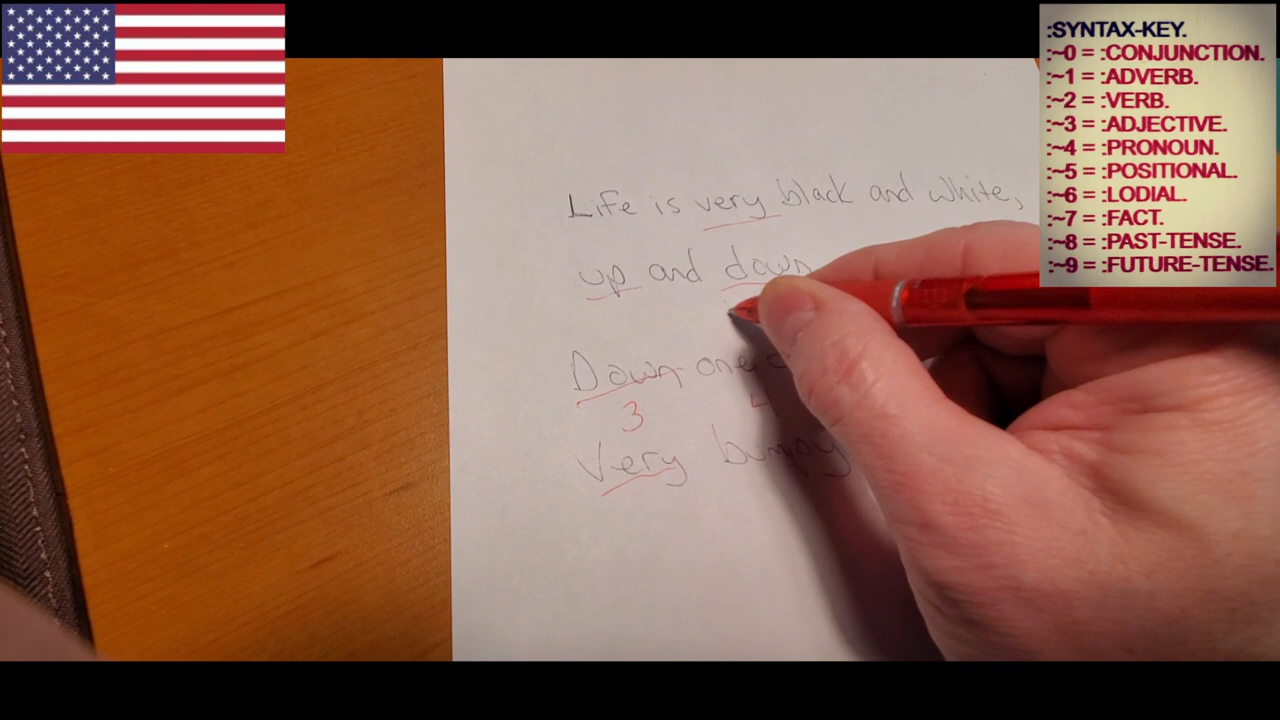 :SYNTAX-KEY.
:~0 = :CONJUNCTION.
:~1 = :ADVERB.
:~2 = :VERB.
:~3 = :ADJECTIVE.
:~4 = :PRONOUN.
:~5 = :POSITIONAL.
:~6 = :LODIAL.
:~7 = :FACT.
:~8 = :PAST-TENSE.
:~9 = :FUTURE-TENSE.
Life is very black and white,
up and down
Down one
3 4
Very bumpy